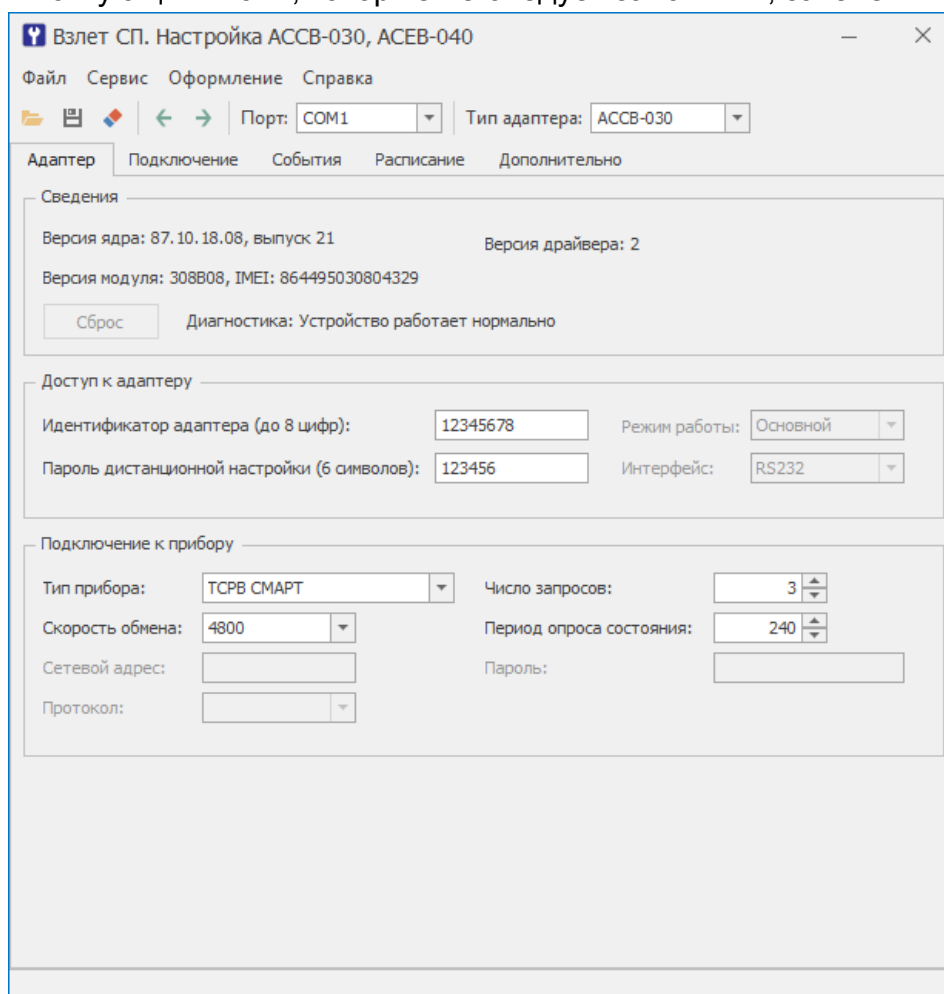 Взлет СП. Настройка АССВ-030, АСЕВ-040
Файл Сервис Оформление Справка
Порт: COM1 Тип адаптера: АССВ-030
Адаптер Подключение События Расписание Дополнительно
Сведения
Версия ядра: 87.10.18.08, выпуск 21 Версия драйвера: 2
Версия модуля: 308B08, IMEI: 864495030804329
Сброс Диагностика: Устройство работает нормально
Доступ к адаптеру
Идентификатор адаптера (до 8 цифр): 12345678 Режим работы: Основной
Пароль дистанционной настройки (6 символов): 123456 Интерфейс: RS232
Подключение к прибору
Тип прибора: ТСРВ СМАРТ Число запросов: 3
Скорость обмена: 4800 Период опроса состояния: 240
Сетевой адрес: Пароль:
Протокол: